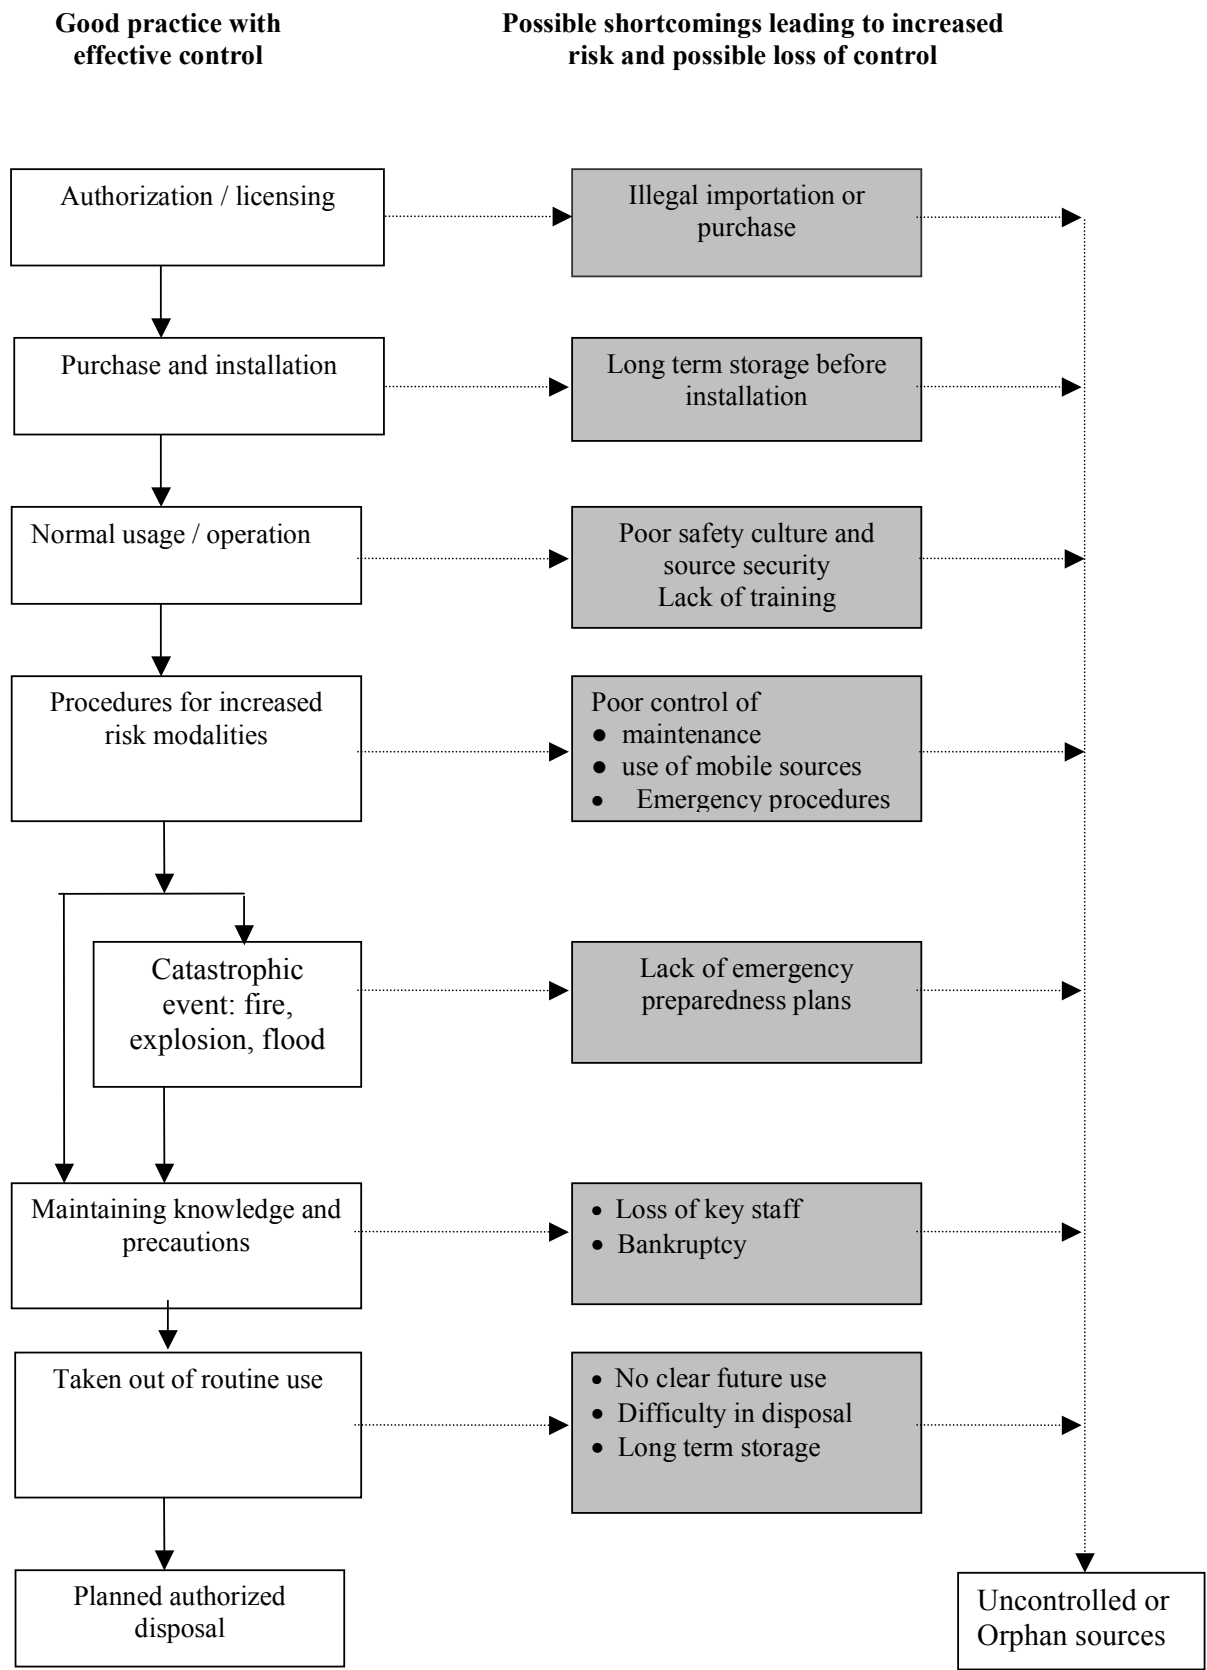 Good practice with
effective control
Possible shortcomings leading to increased
risk and possible loss of control
Authorization / licensing
Illegal importation or
purchase
Purchase and installation
Long term storage before
installation
Normal usage / operation
Poor safety culture and
source security
Lack of training
Procedures for increased
risk modalities
Poor control of
● maintenance
● use of mobile sources
● Emergency procedures
Catastrophic
event: fire,
explosion, flood
Lack of emergency
preparedness plans
Maintaining knowledge and
precautions
• Loss of key staff
• Bankruptcy
Taken out of routine use
• No clear future use
• Difficulty in disposal
• Long term storage
Planned authorized
disposal
Uncontrolled or
Orphan sources